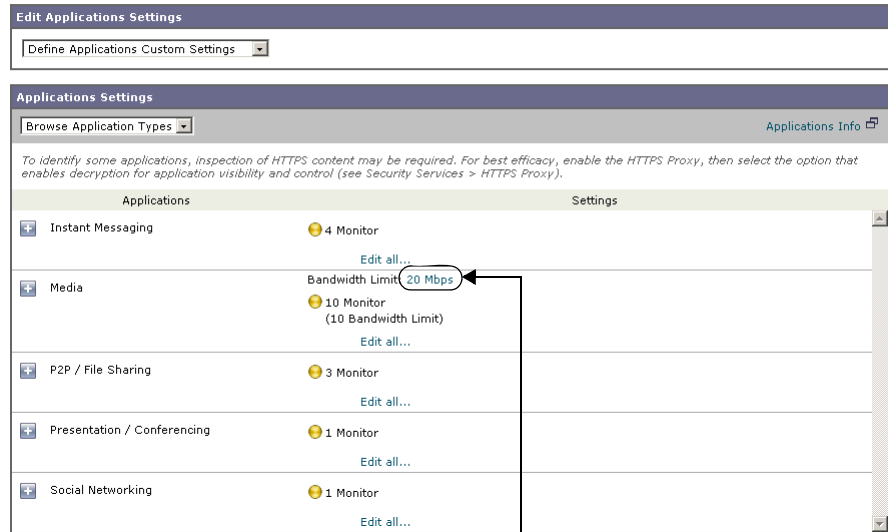 Edit Applications Settings
Define Applications Custom Settings
Applications Settings
Browse Application Types
Applications Info
To identify some applications, inspection of HTTPS content may be required. For best efficacy, enable the HTTPS Proxy, then select the option that
enables decryption for application visibility and control (see Security Services > HTTPS Proxy).
Applications Settings
Instant Messaging
4 Monitor
Edit all...
Media
Bandwidth Limit: 20 Mbps
10 Monitor
(10 Bandwidth Limit)
Edit all...
P2P / File Sharing
3 Monitor
Edit all...
Presentation / Conferencing
1 Monitor
Edit all...
Social Networking
1 Monitor
Edit all...